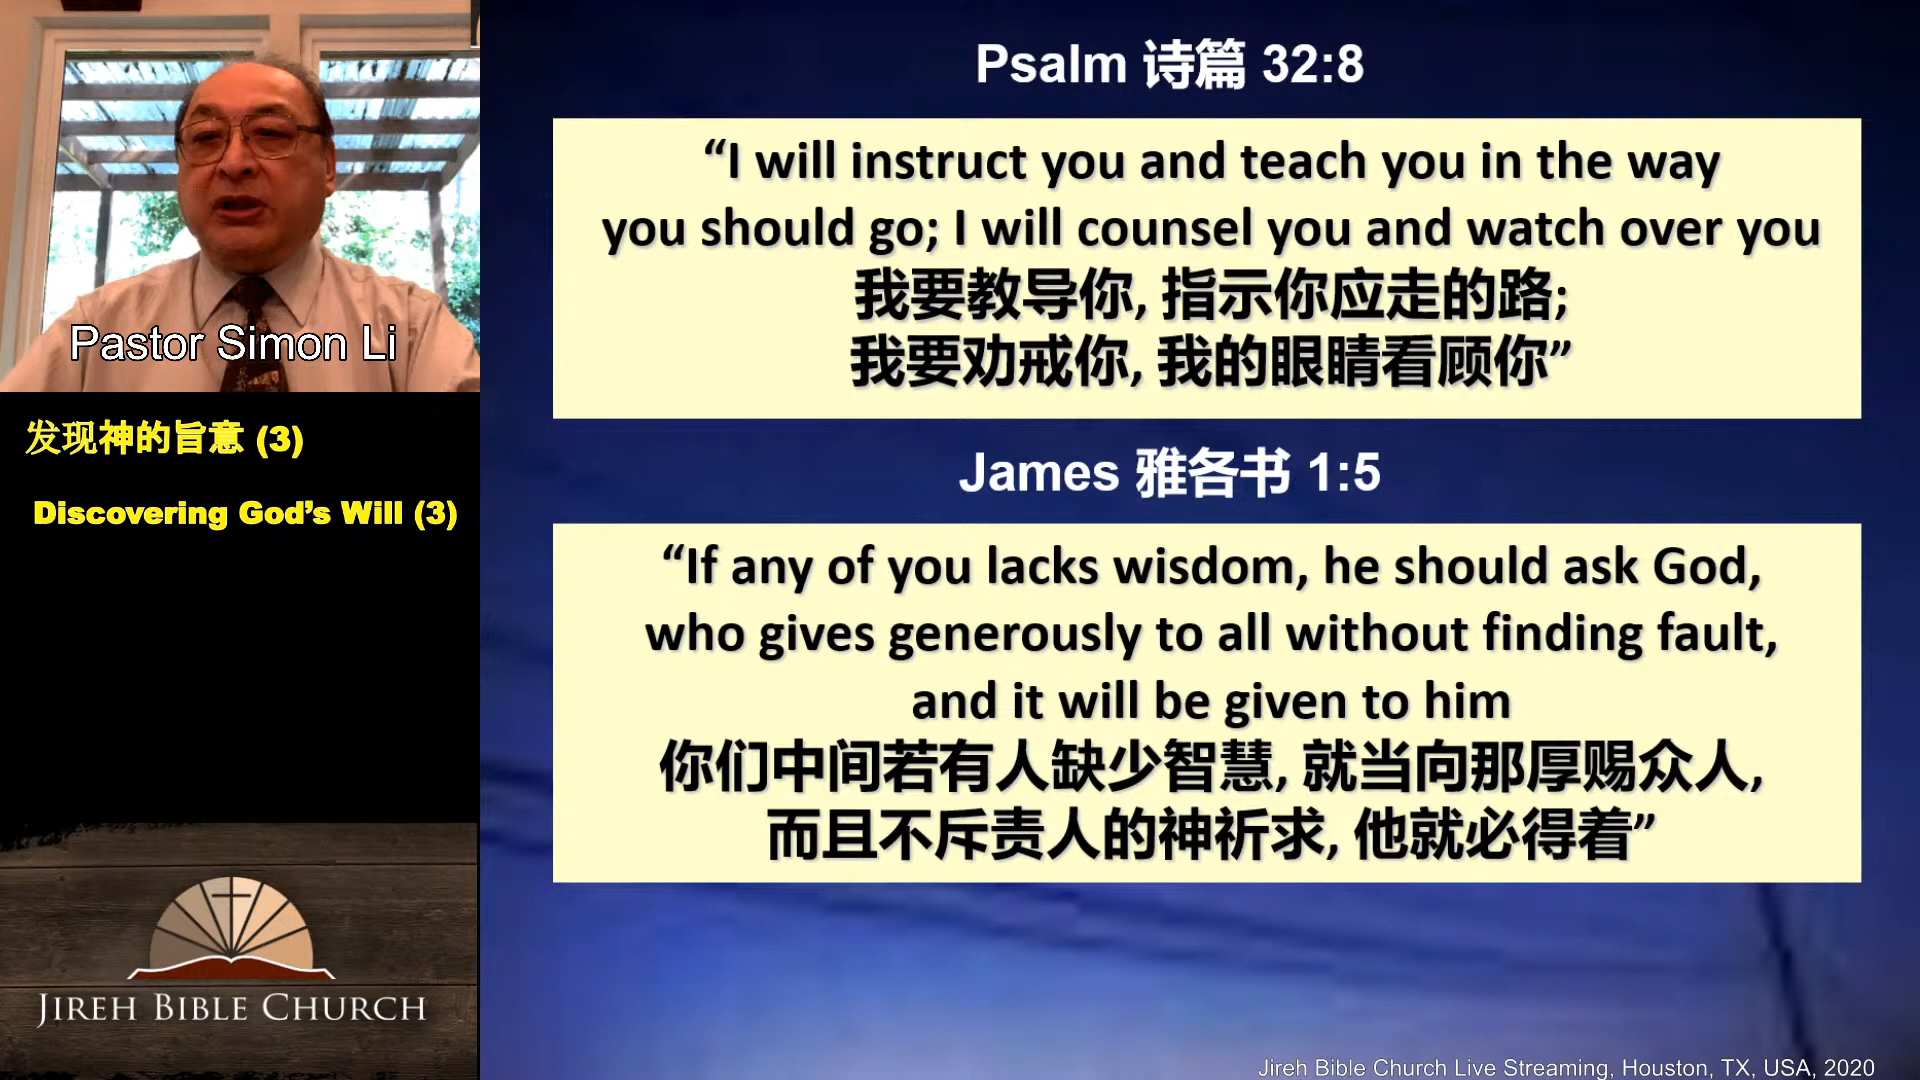 Pastor Simon Li
发现神的旨意 (3)
Discovering God’s Will (3)
JIREH BIBLE CHURCH
Psalm 诗篇 32:8
“I will instruct you and teach you in the way
you should go; I will counsel you and watch over you
我要教导你, 指示你应走的路;
我要劝戒你, 我的眼睛看顾你”
James 雅各书 1:5
“If any of you lacks wisdom, he should ask God,
who gives generously to all without finding fault,
and it will be given to him
你们中间若有人缺少智慧, 就当向那厚赐众人,
而且不斥责人的神祈求, 他就必得着”
Jireh Bible Church Live Streaming, Houston, TX, USA, 2020